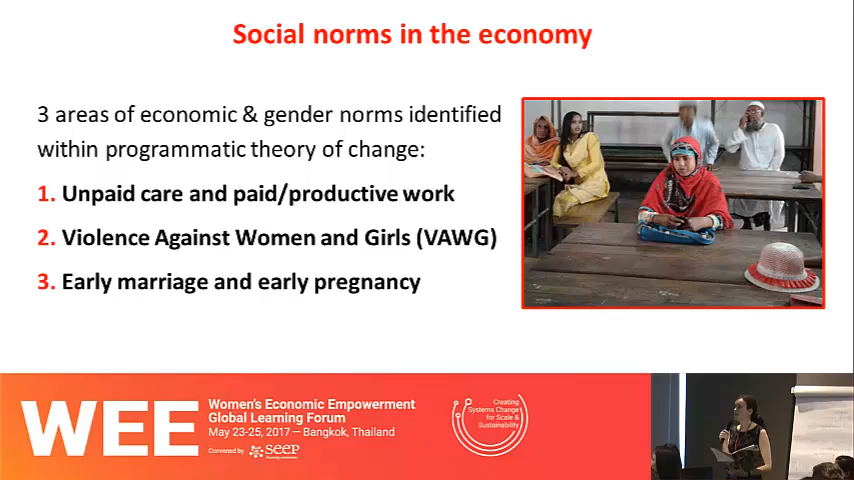 Social norms in the economy
3 areas of economic & gender norms identified
within programmatic theory of change:
1. Unpaid care and paid/productive work
2. Violence Against Women and Girls (VAWG)
3. Early marriage and early pregnancy
WEE
Women's Economic Empowerment
Global Learning Forum
May 23-25, 2017 – Bangkok, Thailand
Convened by SEEP
Creating
Systems Change
for Scale &
Sustainability